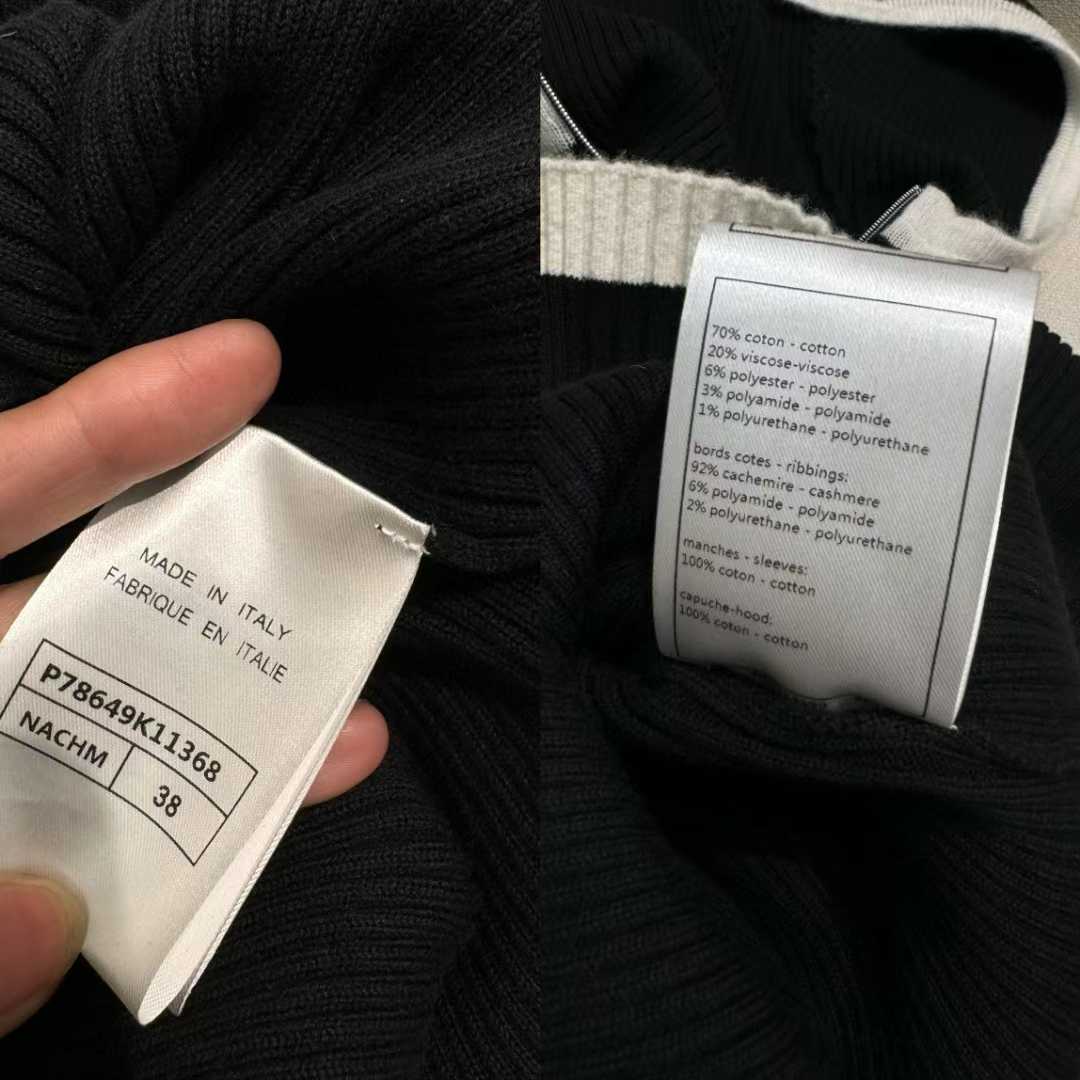 MADE IN ITALY
FABRIQUE EN ITALIE
P78649K11368
NACHM 38
70% coton - cotton
20% viscose-viscose
6% polyester - polyester
3% polyamide - polyamide
1% polyurethane - polyurethane
bords cotes - ribbings:
92% cachemire - cashmere
6% polyamide - polyamide
2% polyurethane - polyurethane
manches - sleeves:
100% coton - cotton
capuche-hood:
100% coton - cotton